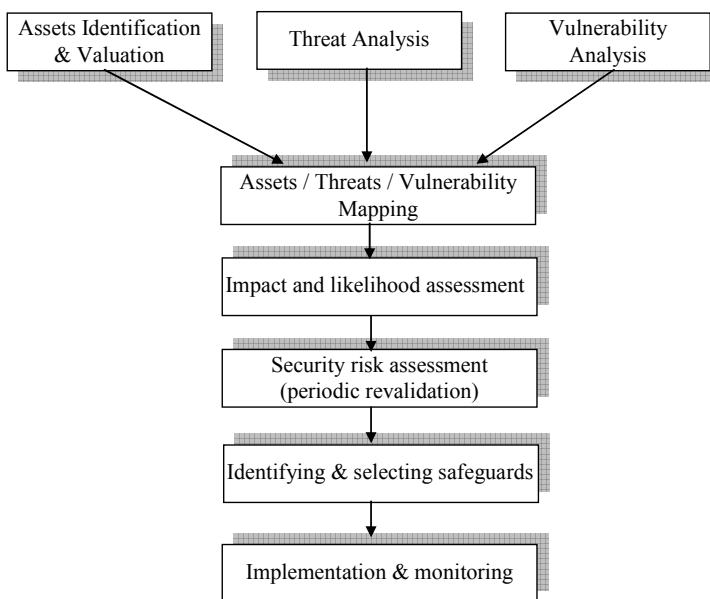 Assets Identification
& Valuation
Threat Analysis
Vulnerability
Analysis
Assets / Threats / Vulnerability
Mapping
Impact and likelihood assessment
Security risk assessment
(periodic revalidation)
Identifying & selecting safeguards
Implementation & monitoring